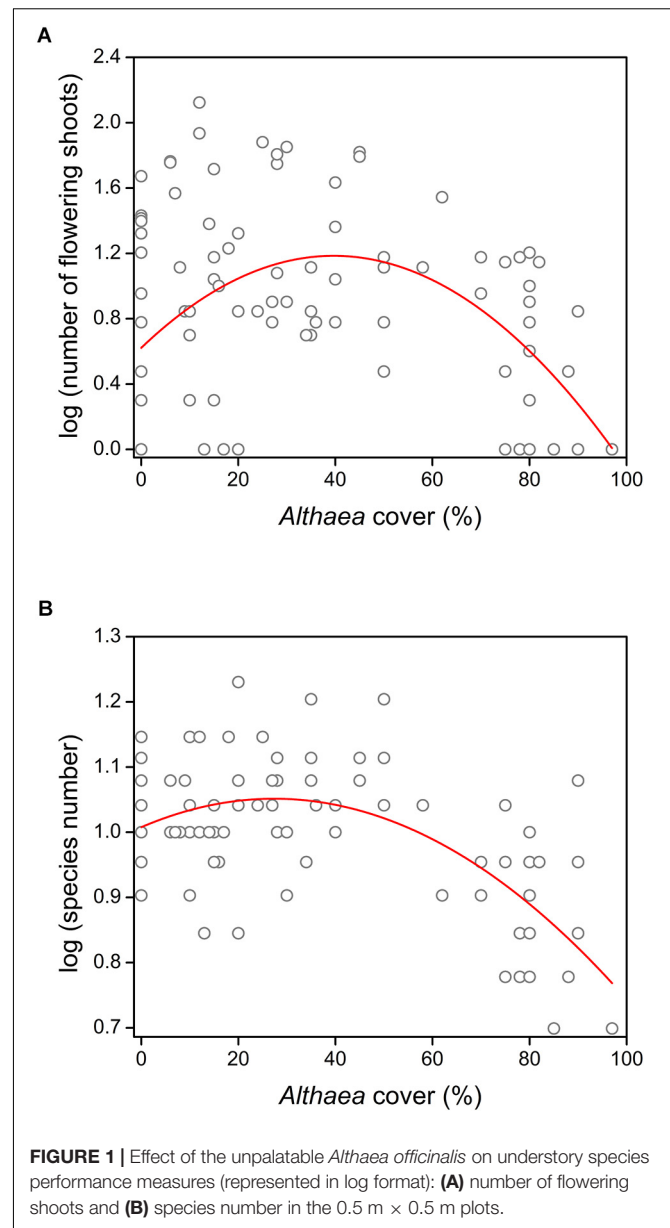 A
log (number of flowering shoots)
2.4
2.0
1.6
1.2
0.8
0.4
0.0
0 20 40 60 80 100
Althaea cover (%)
B
log (species number)
1.3
1.2
1.1
1.0
0.9
0.8
0.7
0 20 40 60 80 100
Althaea cover (%)
FIGURE 1 | Effect of the unpalatable Althaea officinalis on understory species
performance measures (represented in log format): (A) number of flowering
shoots and (B) species number in the 0.5 m × 0.5 m plots.